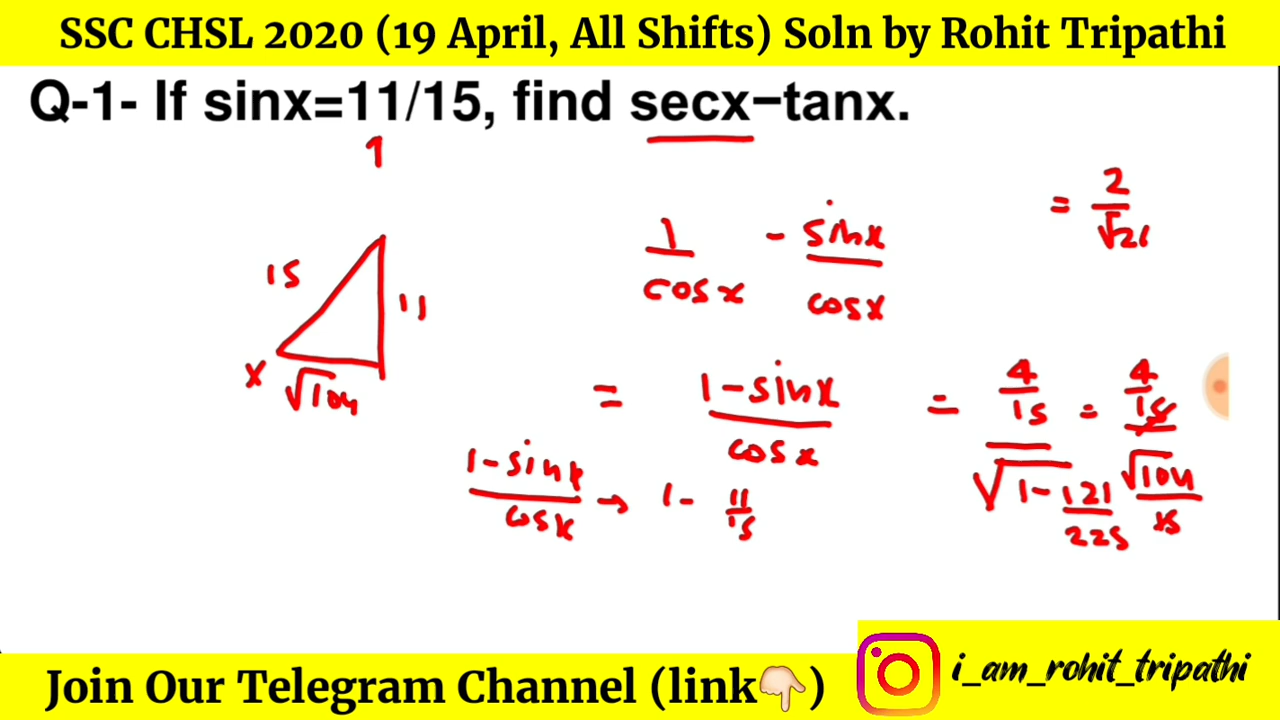 SSC CHSL 2020 (19 April, All Shifts) Soln by Rohit Tripathi
Q-1- If sinx=11/15, find secx−tanx.
1
15
11
x
√104
1/cosx - sinx/cosx
= 2/√26
= 1-sinx/cosx
= 4/15/√1-121/225 = 4/15/√104/15
1-sinx/cosx → 1- 11/15
Join Our Telegram Channel (link👇)
i_am_rohit_tripathi